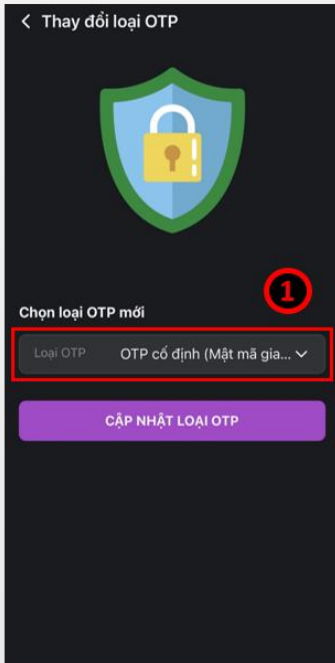 Thay đổi loại OTP
1
Chọn loại OTP mới
Loại OTP OTP cố định (Mật mã gia...
CẬP NHẬT LOẠI OTP